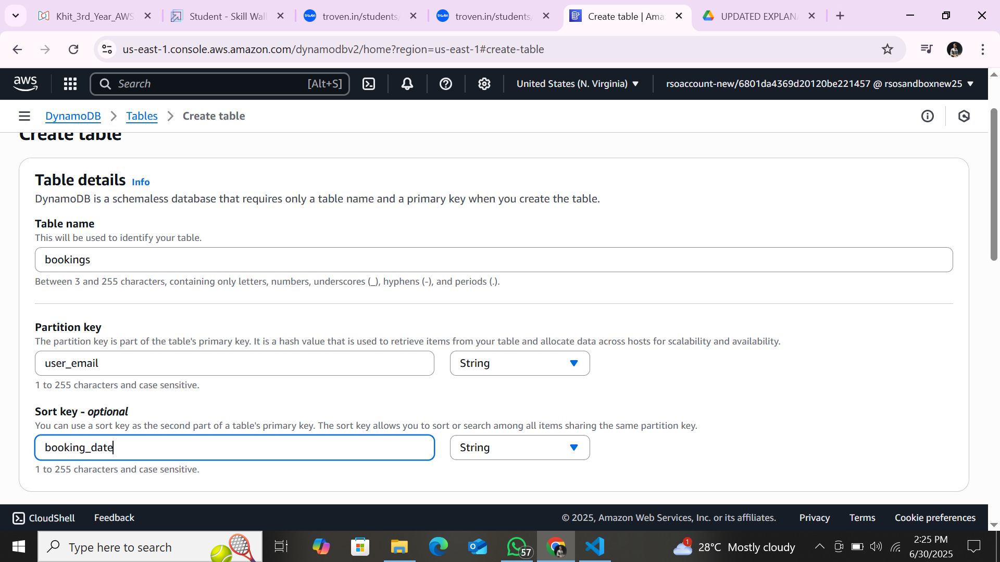 Khit_3rd_Year_AWS
Student - Skill Wall
troven.in/students/
troven.in/students/
Create table | Ama
UPDATED EXPLANA
us-east-1.console.aws.amazon.com/dynamodbv2/home?region=us-east-1#create-table
aws
Search [Alt+S]
United States (N. Virginia)
rsoaccount-new/6801da4369d20120be221457 @ rsosandboxnew25
DynamoDB
Tables
Create table
Create table
Table details Info
DynamoDB is a schemaless database that requires only a table name and a primary key when you create the table.
Table name
This will be used to identify your table.
bookings
Between 3 and 255 characters, containing only letters, numbers, underscores (_), hyphens (-), and periods (.).
Partition key
The partition key is part of the table's primary key. It is a hash value that is used to retrieve items from your table and allocate data across hosts for scalability and availability.
user_email
String
1 to 255 characters and case sensitive.
Sort key - optional
You can use a sort key as the second part of a table's primary key. The sort key allows you to sort or search among all items sharing the same partition key.
booking_date
String
1 to 255 characters and case sensitive.
CloudShell
Feedback
© 2025, Amazon Web Services, Inc. or its affiliates.
Privacy
Terms
Cookie preferences
Type here to search
57
1
28°C Mostly cloudy
2:25 PM
6/30/2025